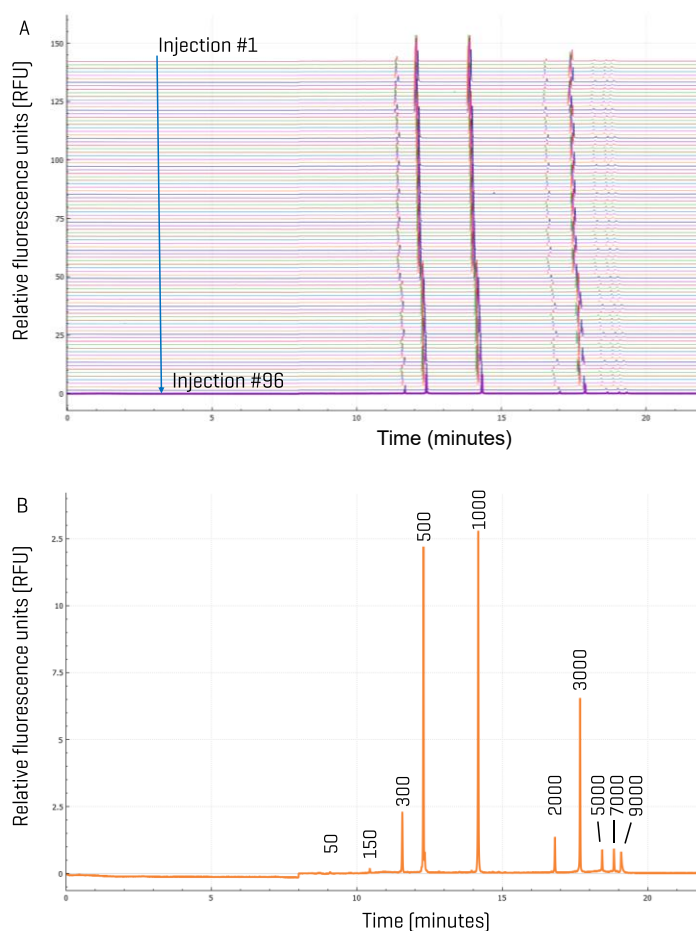 A
Injection #1
150
125
100
75
50
25
0
Relative fluorescence units [RFU]
Injection #96
0 5 10 15 20
Time (minutes)
B
2.5
10
7.5
5
2.5
0
Relative fluorescence units [RFU]
50
150
300
500
1000
2000
3000
5000
7000
9000
0 5 10 15 20
Time [minutes]